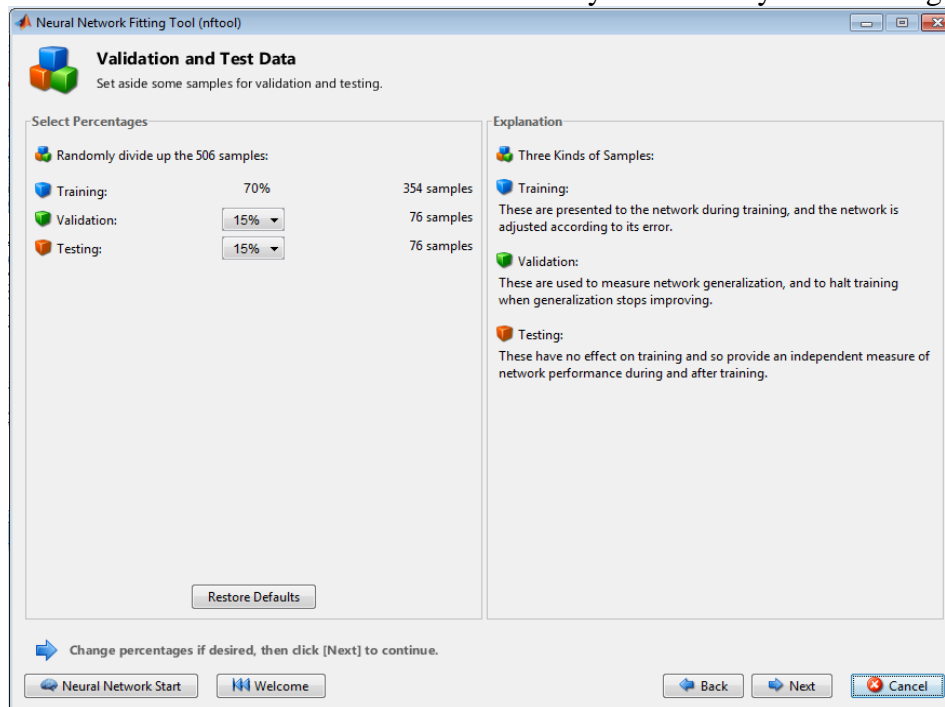 Neural Network Fitting Tool (nftool)
Validation and Test Data
Set aside some samples for validation and testing.
Select Percentages
Randomly divide up the 506 samples:
Training: 70% 354 samples
Validation: 15% 76 samples
Testing: 15% 76 samples
Restore Defaults
Explanation
Three Kinds of Samples:
Training:
These are presented to the network during training, and the network is
adjusted according to its error.
Validation:
These are used to measure network generalization, and to halt training
when generalization stops improving.
Testing:
These have no effect on training and so provide an independent measure of
network performance during and after training.
Change percentages if desired, then click [Next] to continue.
Neural Network Start Welcome Back Next Cancel